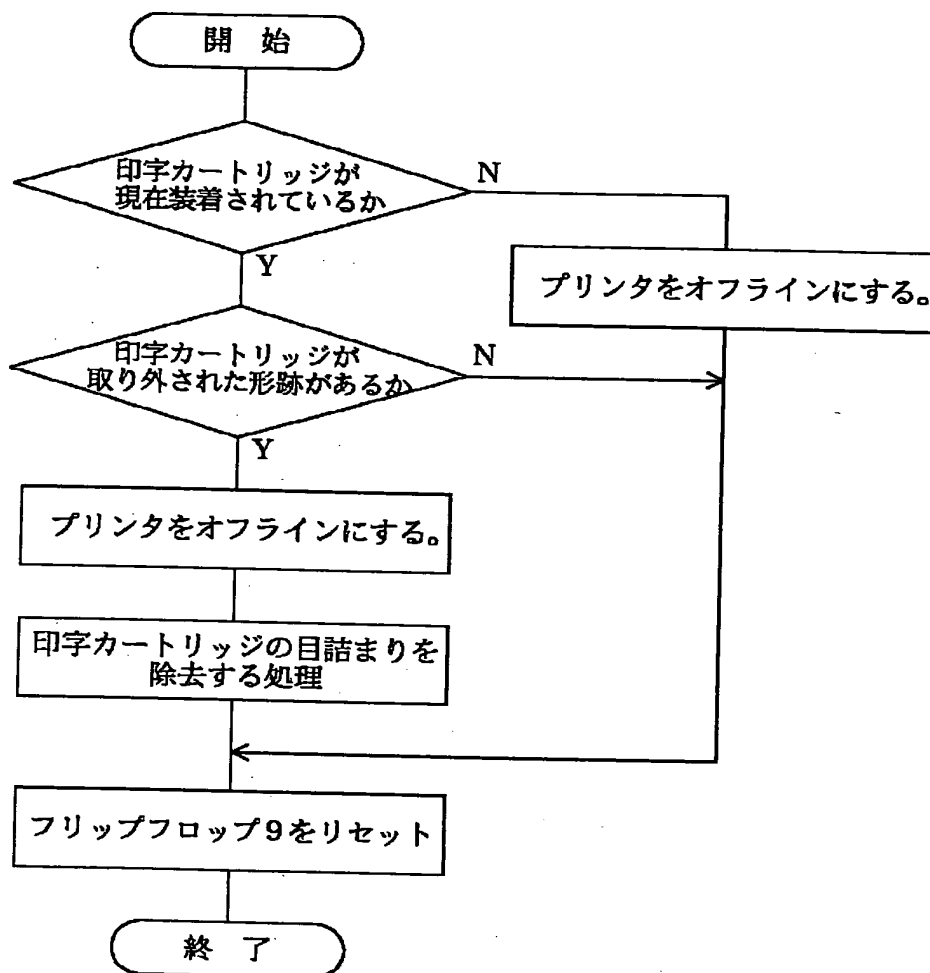 開 始
印字カートリッジが
現在装着されているか
N
Y
プリンタをオフラインにする。
印字カートリッジが
取り外された形跡があるか
N
Y
プリンタをオフラインにする。
印字カートリッジの目詰まりを
除去する処理
フリップフロップ9をリセット
終 了